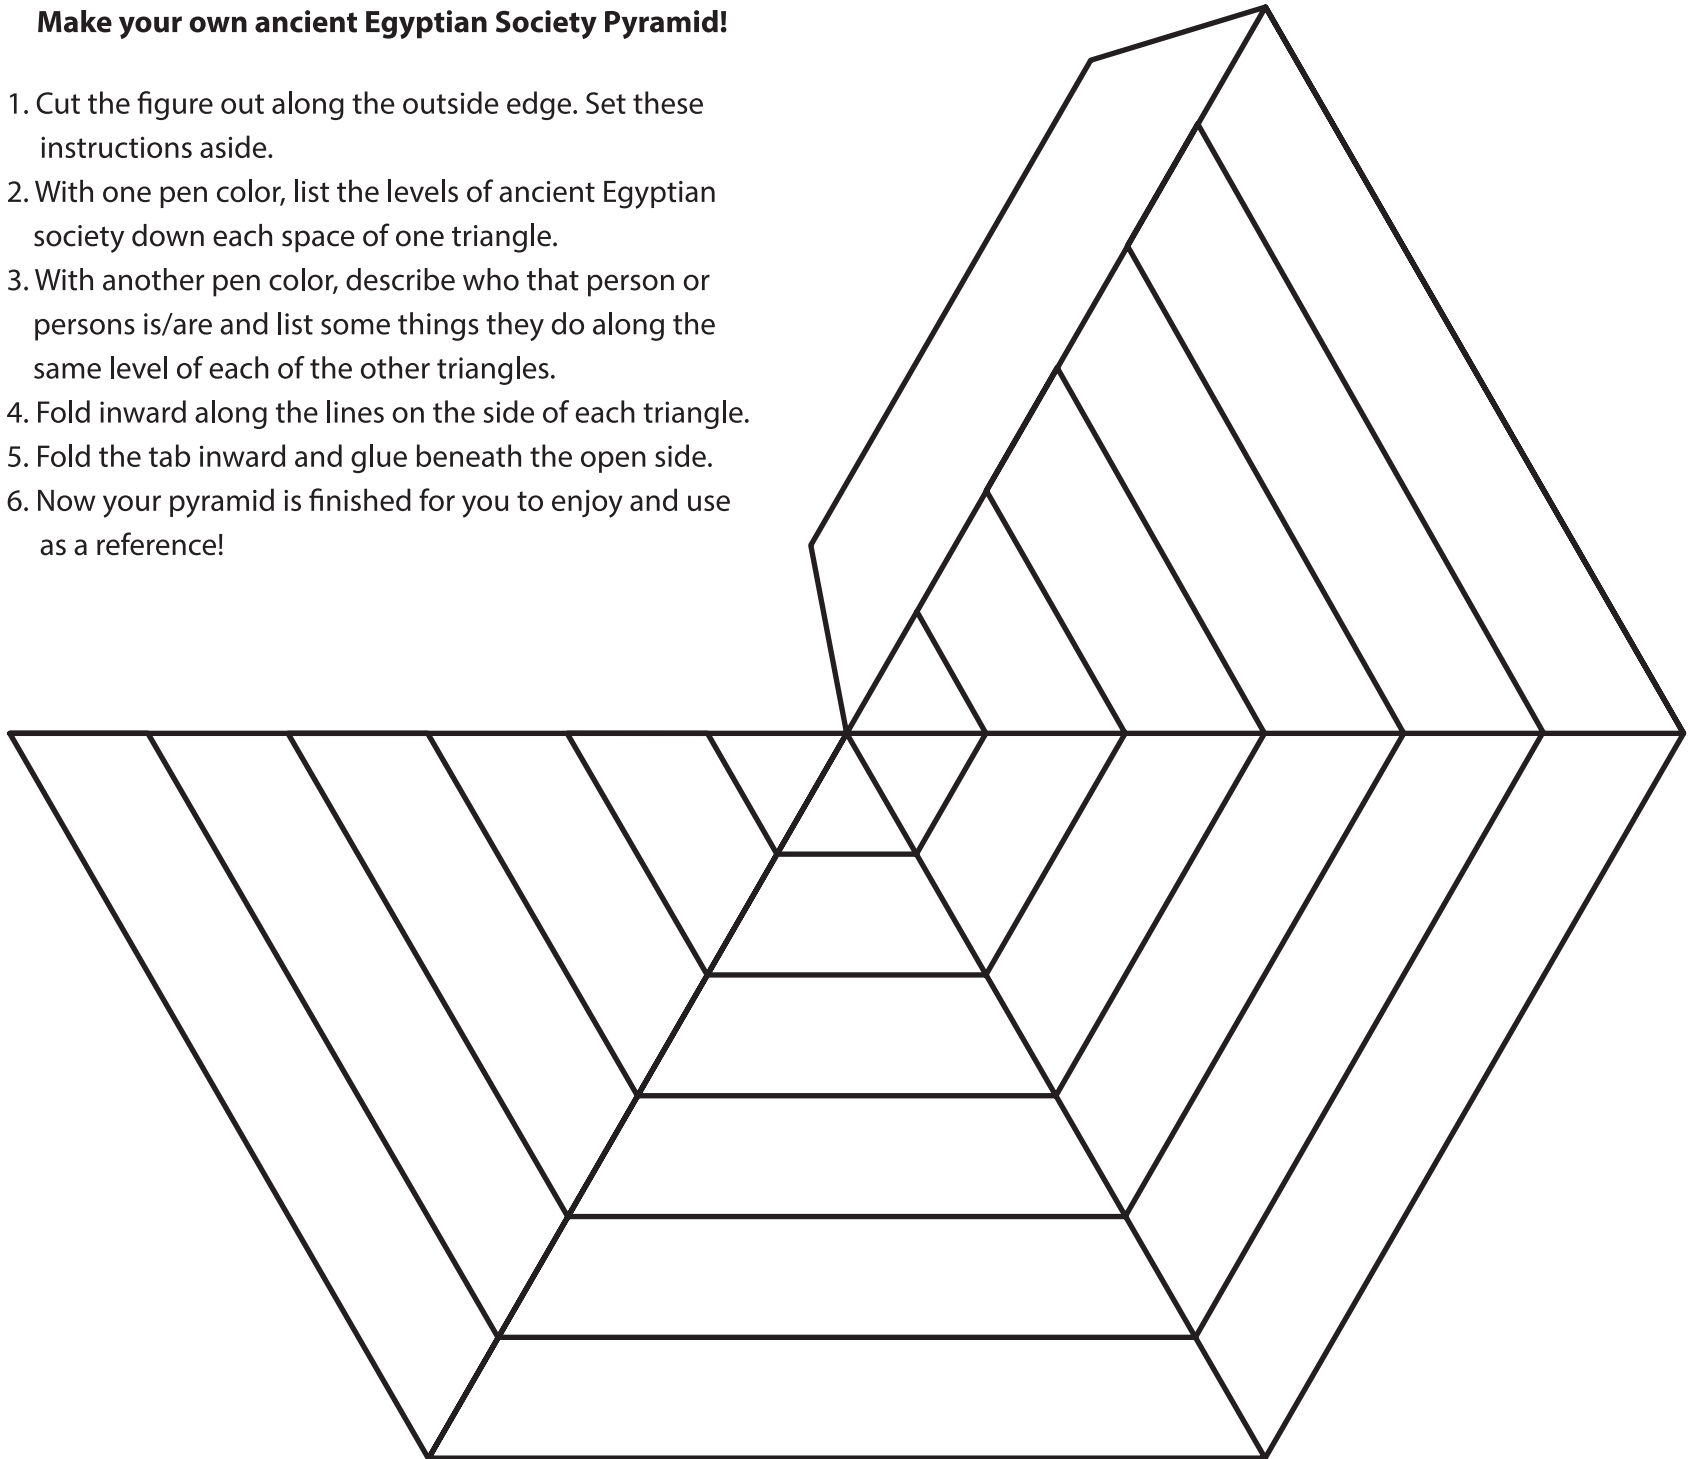 Make your own ancient Egyptian Society Pyramid!
1. Cut the figure out along the outside edge. Set these
instructions aside.
2. With one pen color, list the levels of ancient Egyptian
society down each space of one triangle.
3. With another pen color, describe who that person or
persons is/are and list some things they do along the
same level of each of the other triangles.
4. Fold inward along the lines on the side of each triangle.
5. Fold the tab inward and glue beneath the open side.
6. Now your pyramid is finished for you to enjoy and use
as a reference!